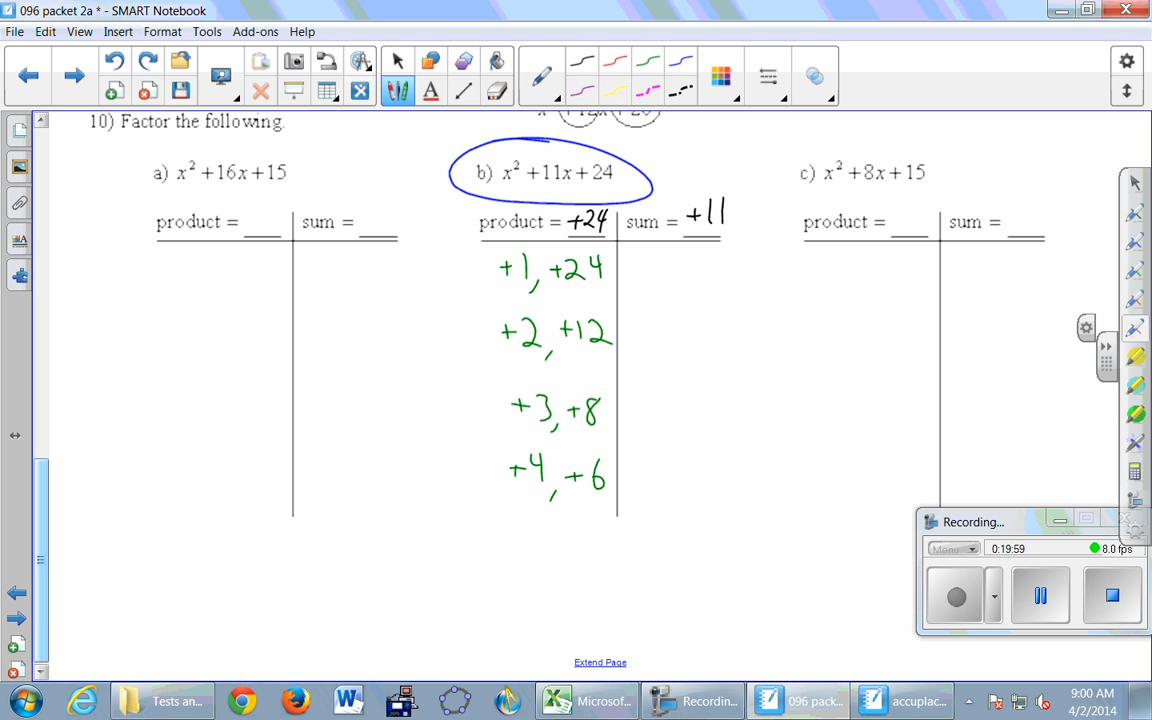 096 packet 2a * - SMART Notebook
File Edit View Insert Format Tools Add-ons Help
10) Factor the following.
a) x² +16x+15
b) x² +11x+24
c) x² +8x+15
product = ____ sum = ____
product = +24 sum = +11
product = ____ sum = ____
+1, +24
+2, +12
+3, +8
+4, +6
Extend Page
Recording...
Menu 0:19:59 8.0 fps
Tests an...
Microsof...
Recordin...
096 pack...
accuplac...
9:00 AM
4/2/2014